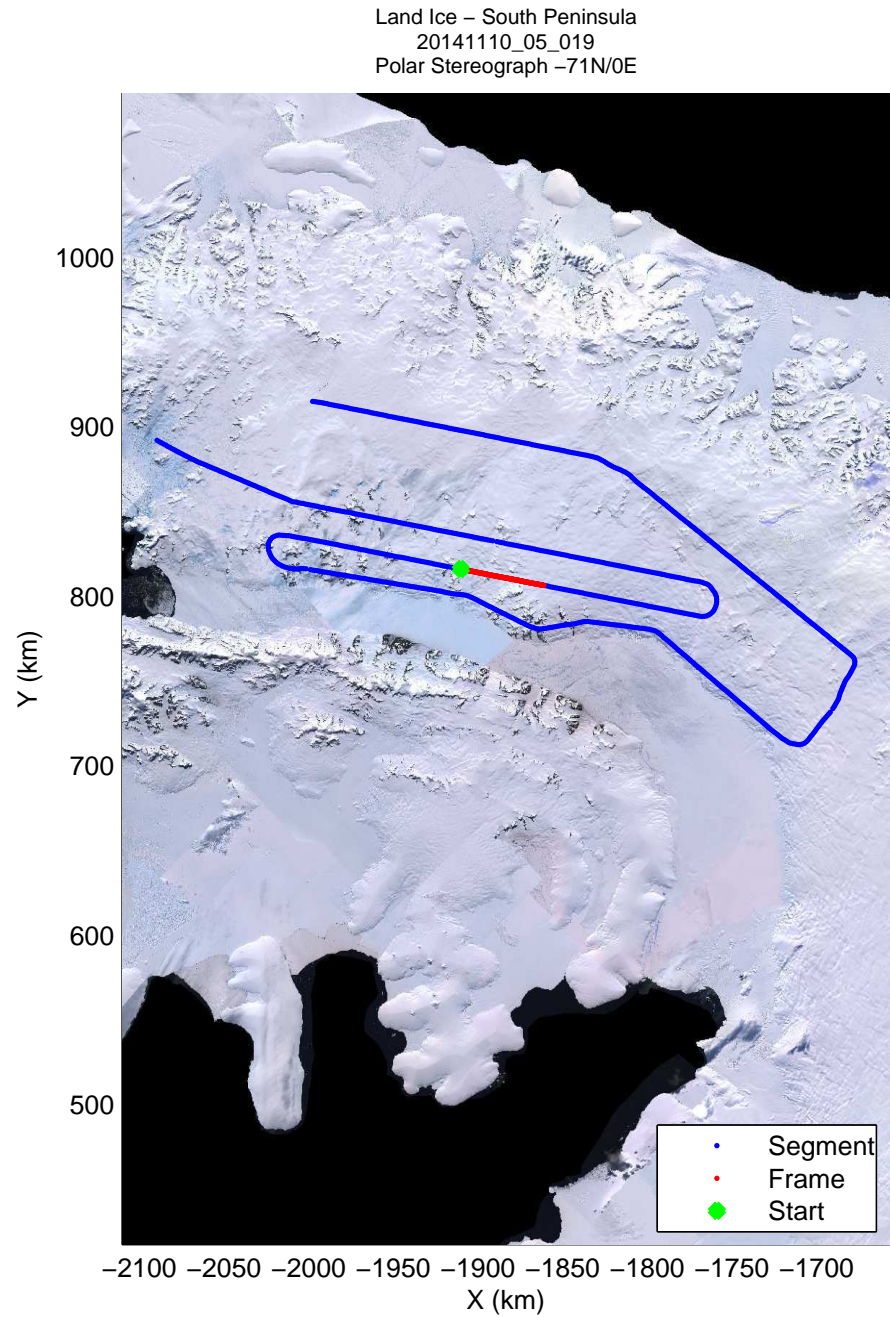 Land Ice − South Peninsula
20141110_05_019
Polar Stereograph −71N/0E
1000
900
800
700
600
500
Y (km)
−2100 −2050 −2000 −1950 −1900 −1850 −1800 −1750 −1700
X (km)
Segment
Frame
Start